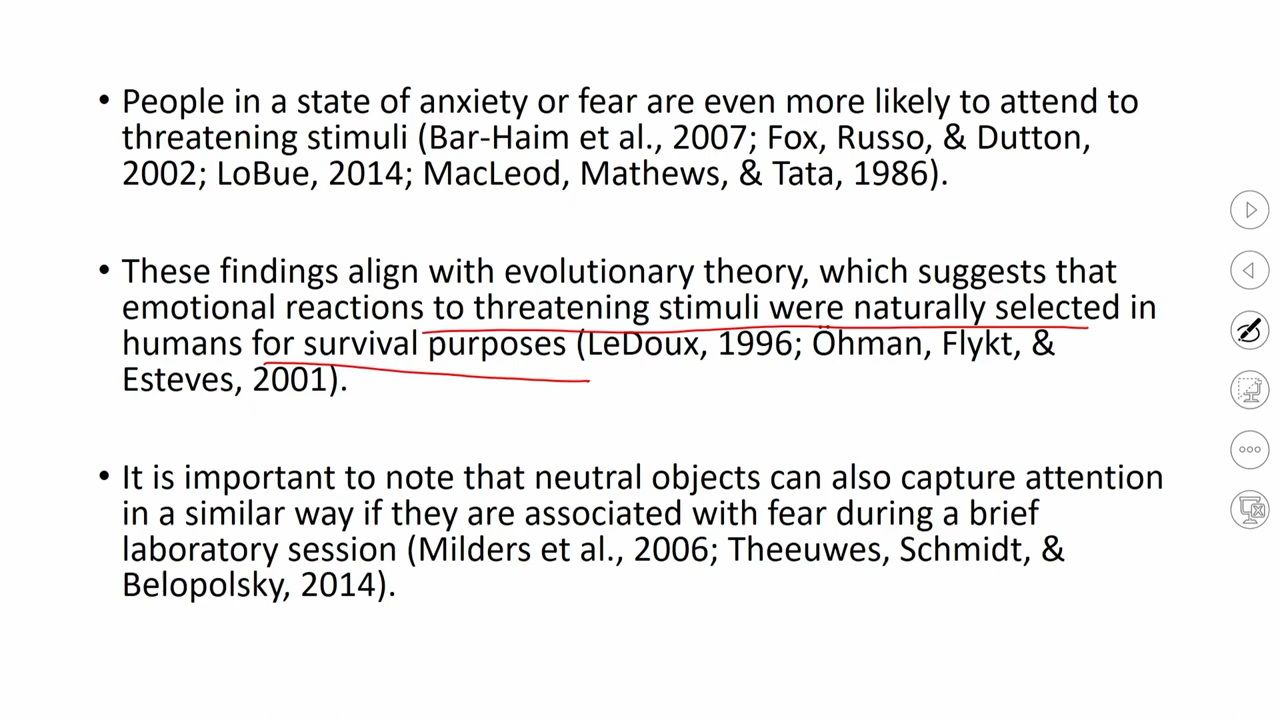 • People in a state of anxiety or fear are even more likely to attend to
threatening stimuli (Bar-Haim et al., 2007; Fox, Russo, & Dutton,
2002; LoBue, 2014; MacLeod, Mathews, & Tata, 1986).
• These findings align with evolutionary theory, which suggests that
emotional reactions to threatening stimuli were naturally selected in
humans for survival purposes (LeDoux, 1996; Öhman, Flykt, &
Esteves, 2001).
• It is important to note that neutral objects can also capture attention
in a similar way if they are associated with fear during a brief
laboratory session (Milders et al., 2006; Theeuwes, Schmidt, &
Belopolsky, 2014).